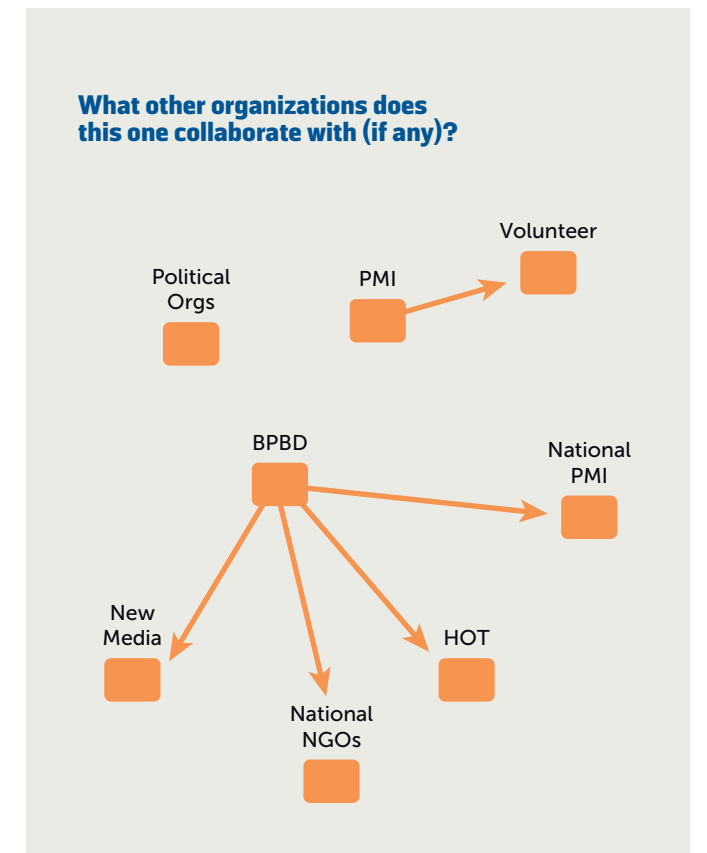 What other organizations does
this one collaborate with (if any)?
Volunteer
Political
Orgs
PMI
BPBD
National
PMI
New
Media
HOT
National
NGOs